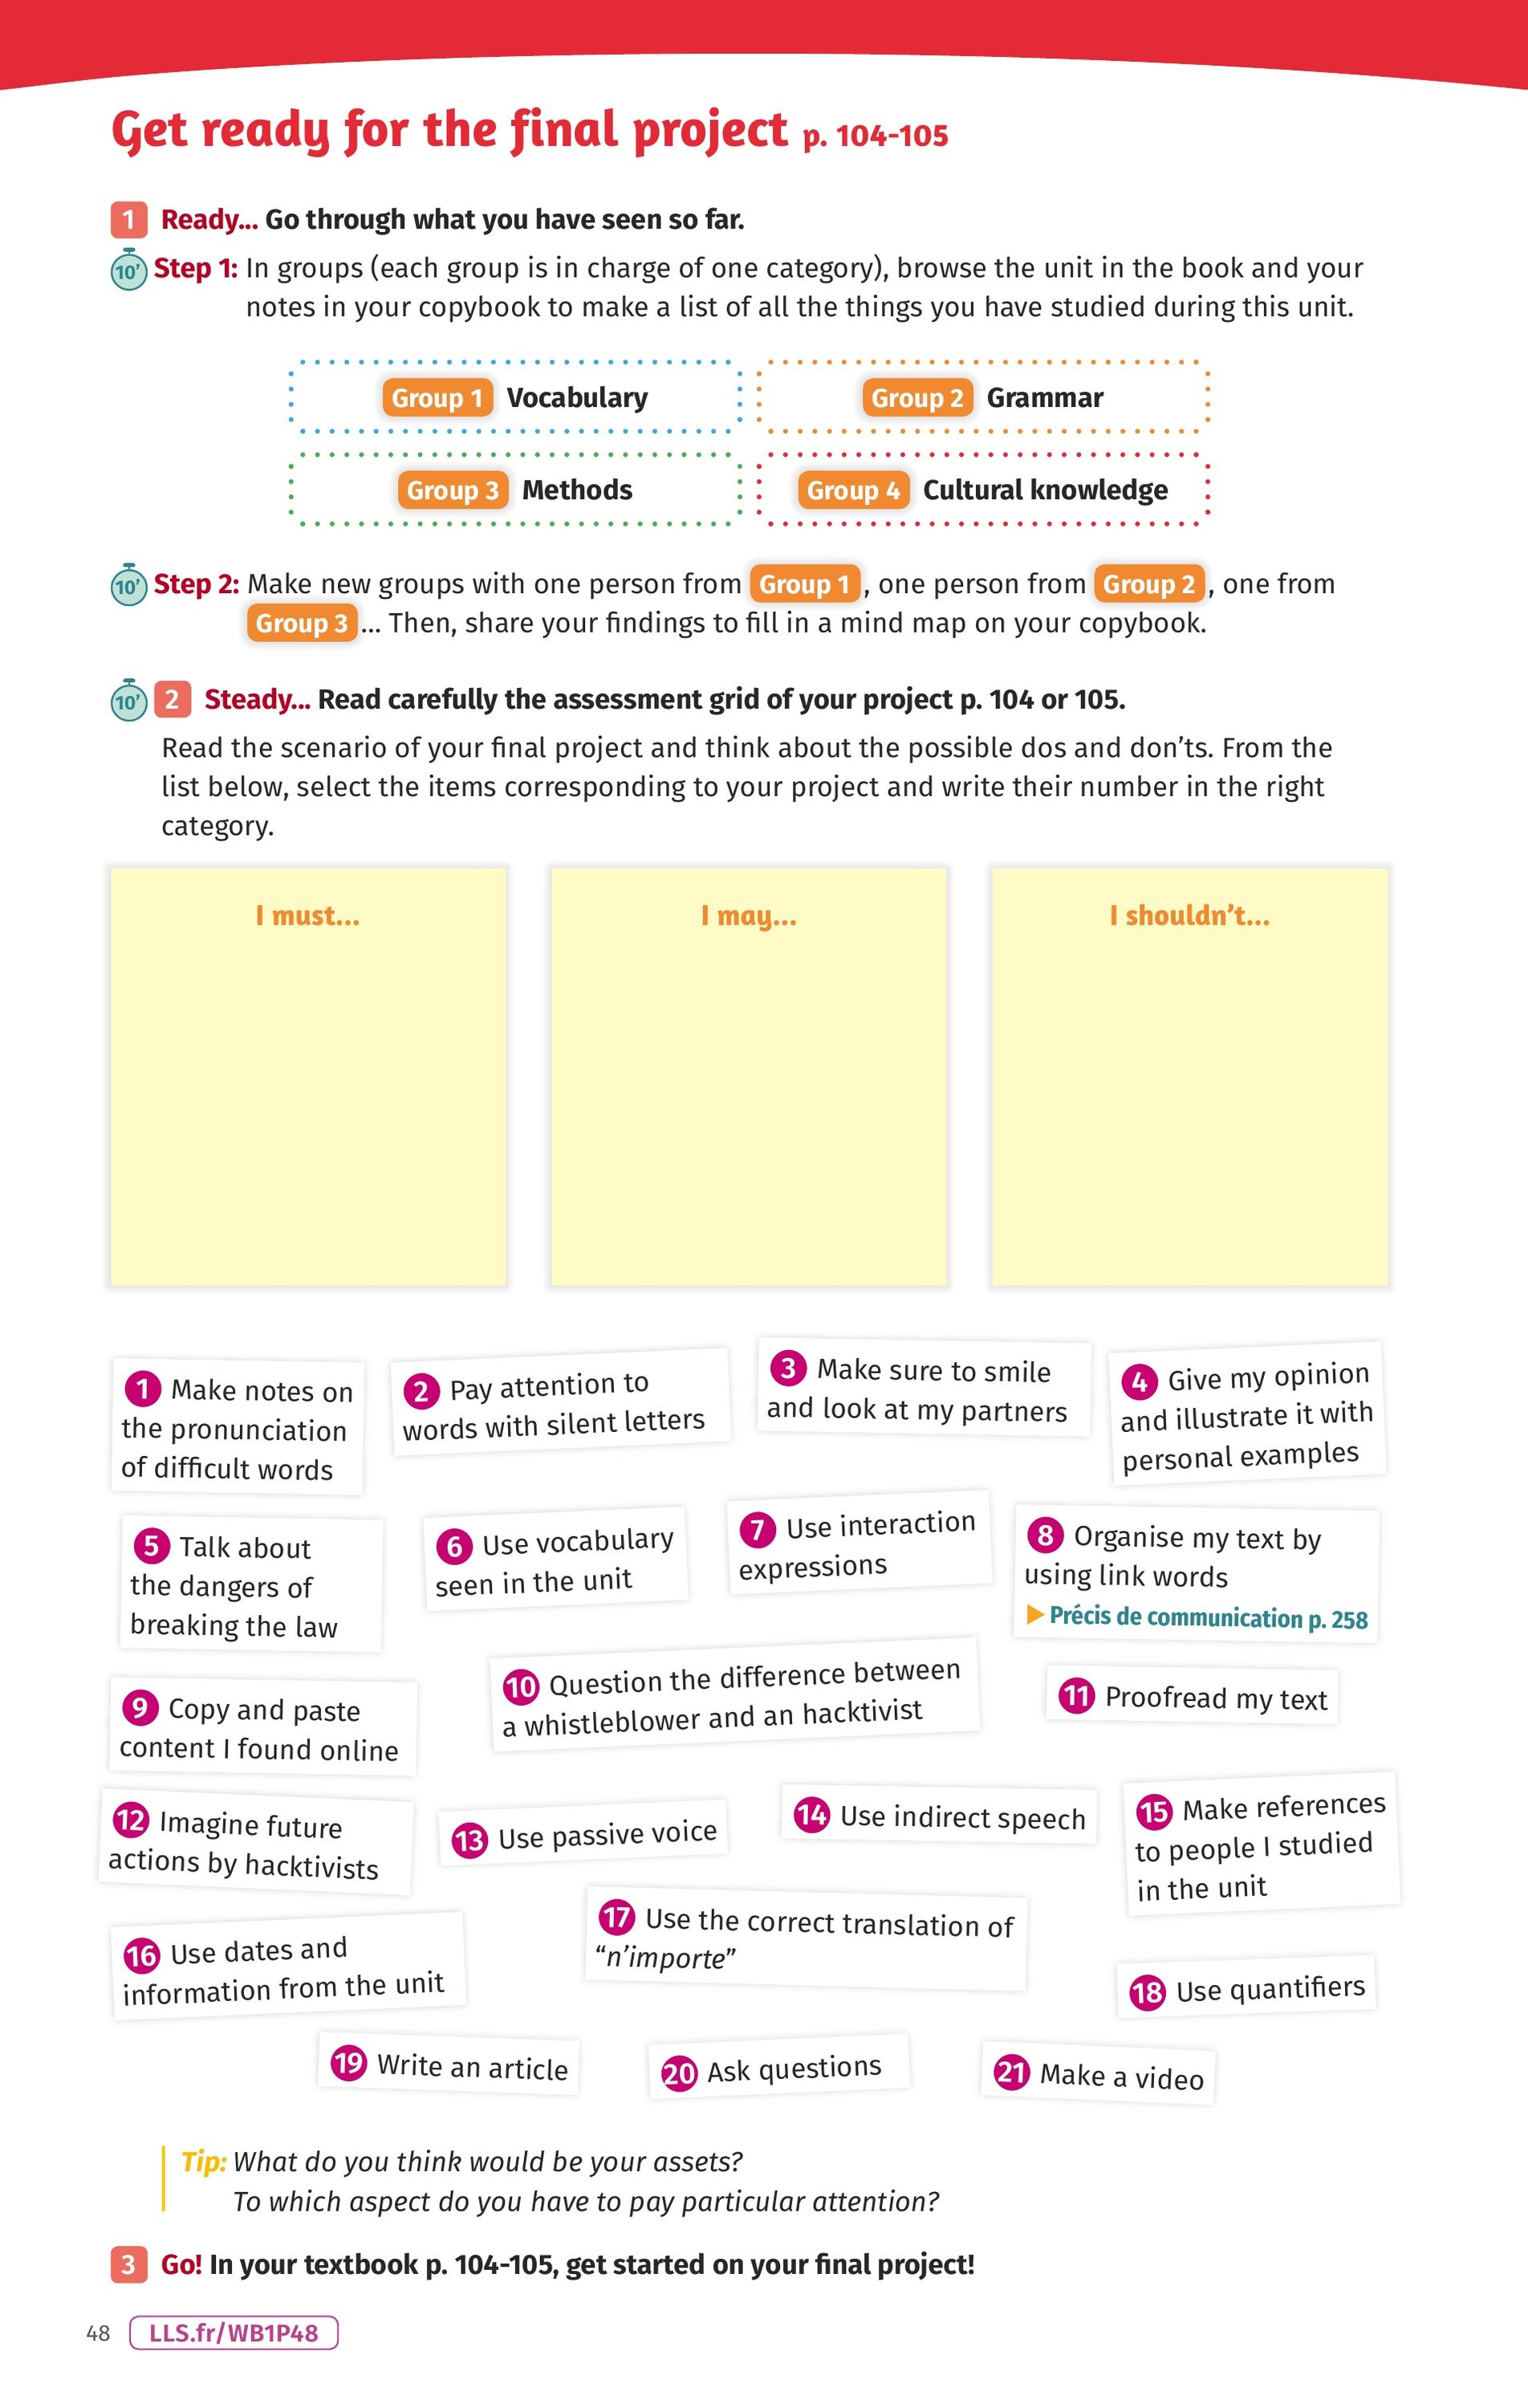 Get ready for the final project p. 104-105
1 Ready... Go through what you have seen so far.
10’ Step 1: In groups (each group is in charge of one category), browse the unit in the book and your
notes in your copybook to make a list of all the things you have studied during this unit.
Group 1 Vocabulary
Group 2 Grammar
Group 3 Methods
Group 4 Cultural knowledge
10’ Step 2: Make new groups with one person from Group 1, one person from Group 2, one from
Group 3... Then, share your findings to fill in a mind map on your copybook.
10’ 2 Steady... Read carefully the assessment grid of your project p. 104 or 105.
Read the scenario of your final project and think about the possible dos and don’ts. From the
list below, select the items corresponding to your project and write their number in the right
category.
I must...
I may...
I shouldn’t...
1 Make notes on
the pronunciation
of difficult words
2 Pay attention to
words with silent letters
3 Make sure to smile
and look at my partners
4 Give my opinion
and illustrate it with
personal examples
5 Talk about
the dangers of
breaking the law
6 Use vocabulary
seen in the unit
7 Use interaction
expressions
8 Organise my text by
using link words
▶ Précis de communication p. 258
9 Copy and paste
content I found online
10 Question the difference between
a whistleblower and an hacktivist
11 Proofread my text
12 Imagine future
actions by hacktivists
13 Use passive voice
14 Use indirect speech
15 Make references
to people I studied
in the unit
16 Use dates and
information from the unit
17 Use the correct translation of
“n’importe”
18 Use quantifiers
19 Write an article
20 Ask questions
21 Make a video
Tip: What do you think would be your assets?
To which aspect do you have to pay particular attention?
3 Go! In your textbook p. 104-105, get started on your final project!
48 LLS.fr/WB1P48